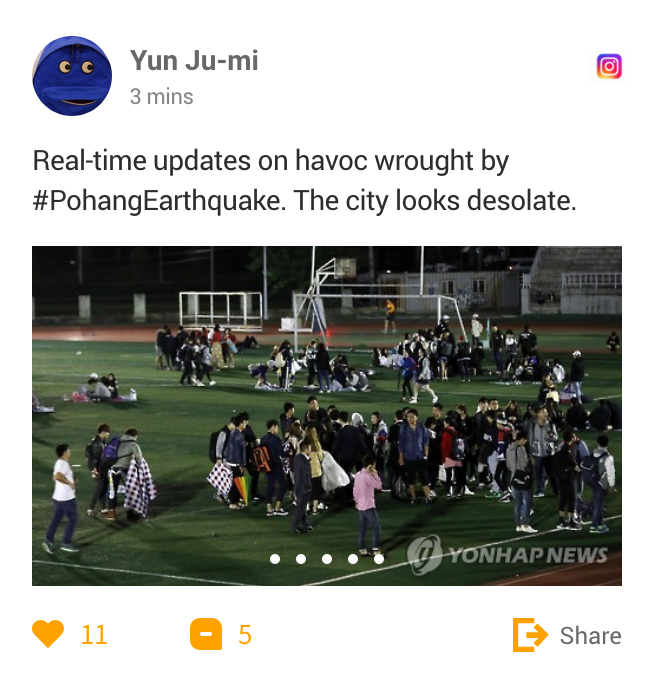 Yun Ju-mi
3 mins
Real-time updates on havoc wrought by
#PohangEarthquake. The city looks desolate.
YONHAP NEWS
11
5
Share